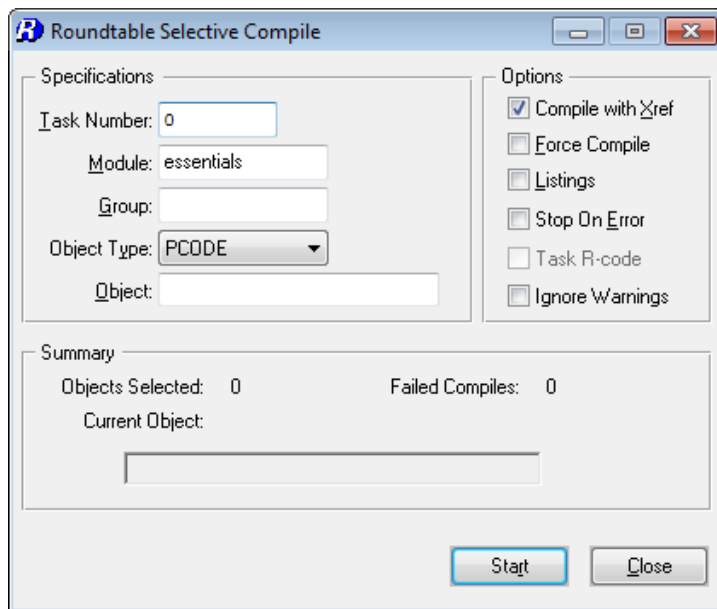 Roundtable Selective Compile
Specifications
Task Number: 0
Module: essentials
Group:
Object Type: PCODE
Object:
Options
Compile with Xref
Force Compile
Listings
Stop On Error
Task R-code
Ignore Warnings
Summary
Objects Selected: 0 Failed Compiles: 0
Current Object:
Start Close